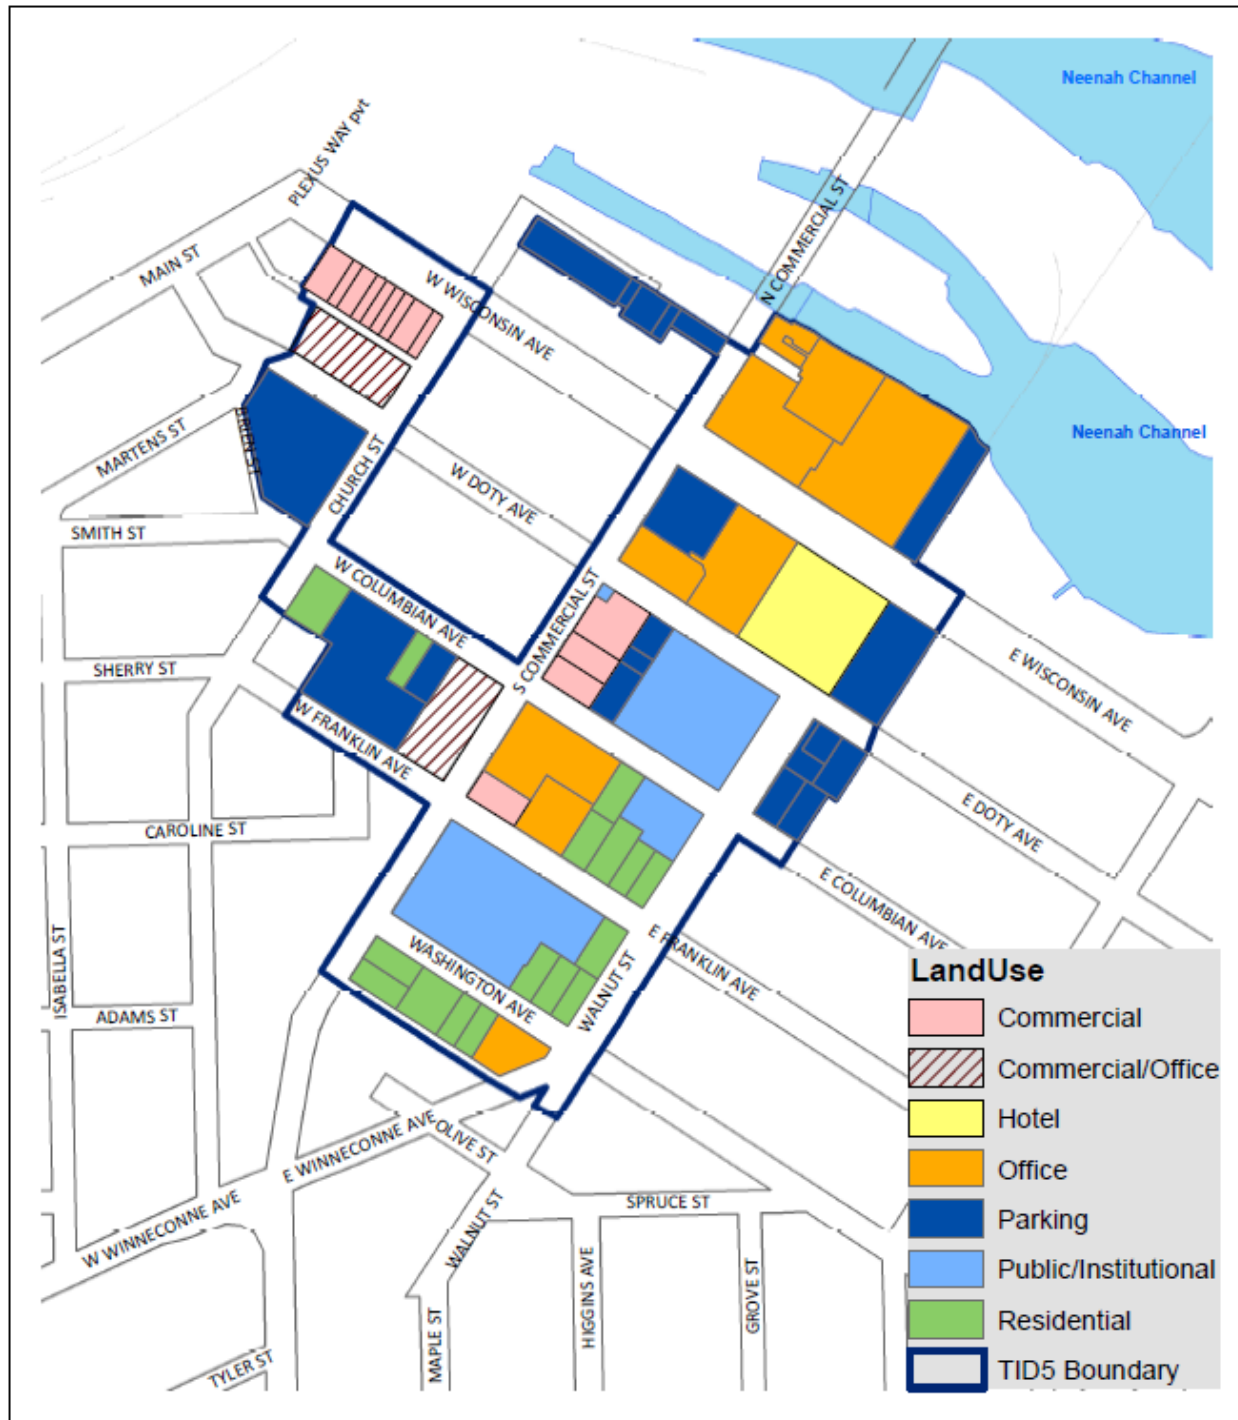 Neenah Channel
PLEXUS WAY pvt
MAIN ST
N COMMERCIAL ST
W WISCONSIN AVE
Neenah Channel
BRIEN ST
MARTENS ST
CHURCH ST
W DOTY AVE
SMITH ST
W COLUMBIAN AVE
S COMMERCIAL ST
SHERRY ST
E WISCONSIN AVE
W FRANKLIN AVE
E DOTY AVE
CAROLINE ST
E COLUMBIAN AVE
E FRANKLIN AVE
WASHINGTON AVE
WALNUT ST
ISABELLA ST
ADAMS ST
E WINNECONNE AVE
OLIVE ST
W WINNECONNE AVE
WALNUT ST
SPRUCE ST
MAPLE ST
HIGGINS AVE
GROVE ST
TYLER ST
LandUse
Commercial
Commercial/Office
Hotel
Office
Parking
Public/Institutional
Residential
TID5 Boundary